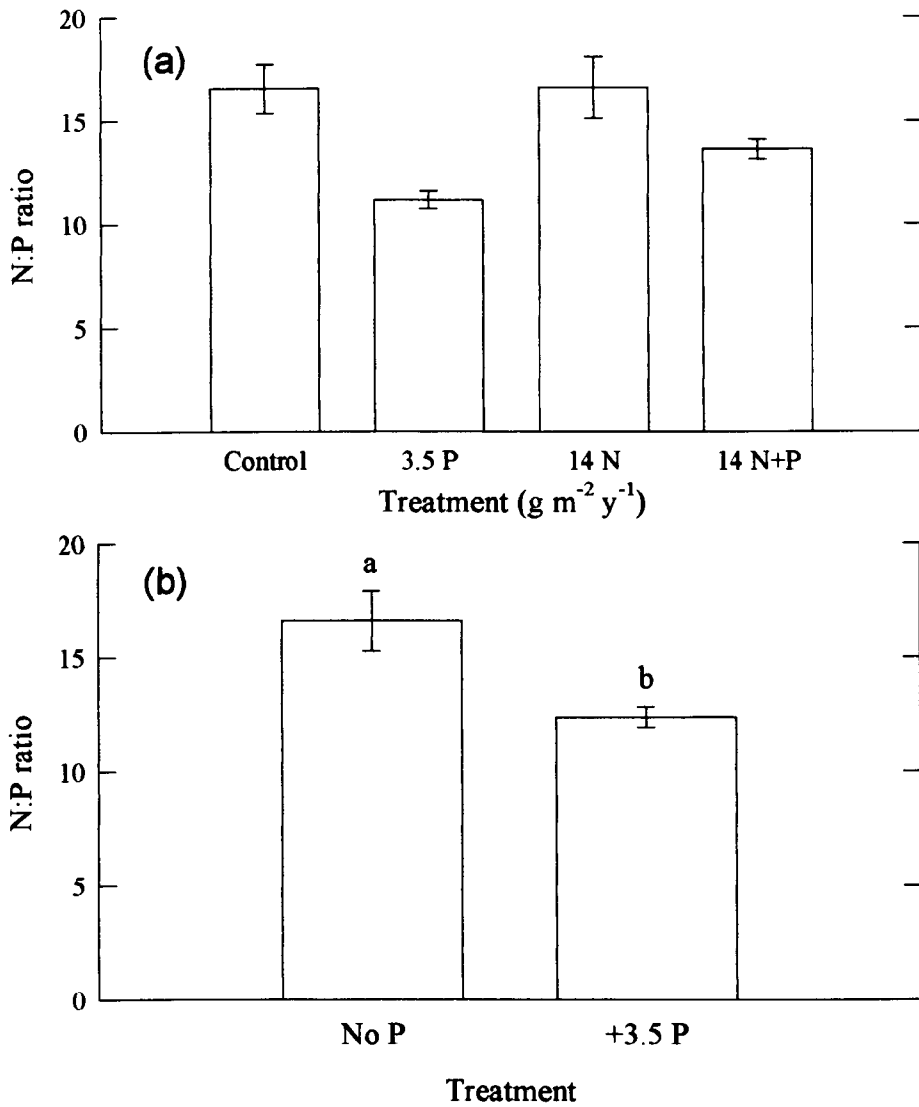 (a)
N:P ratio
20
15
10
5
0
Control 3.5 P 14 N 14 N+P
Treatment (g m⁻² y⁻¹)
(b)
N:P ratio
20
15
10
5
0
a
b
No P +3.5 P
Treatment